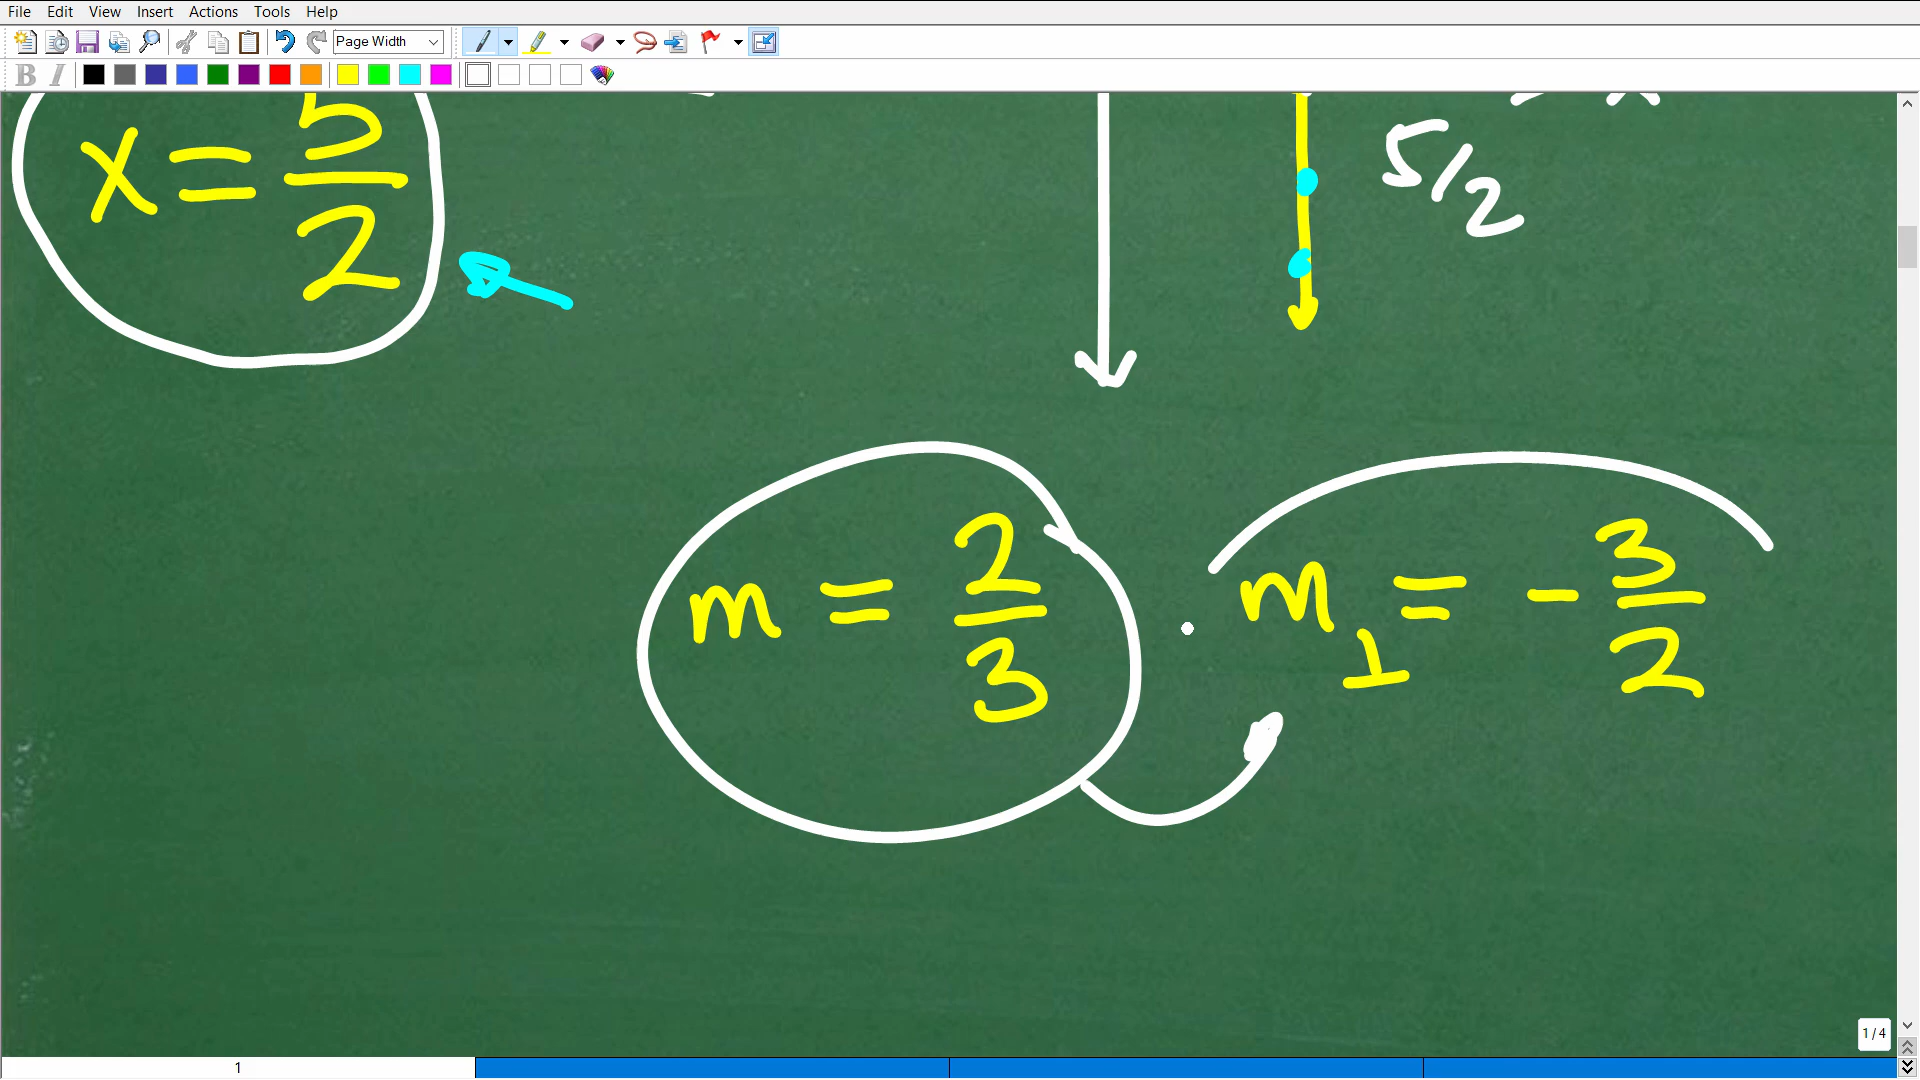 File Edit View Insert Actions Tools Help
Page Width
B I
x = 5/2
5/2
m = 2/3
m⊥ = - 3/2
1 / 4
1